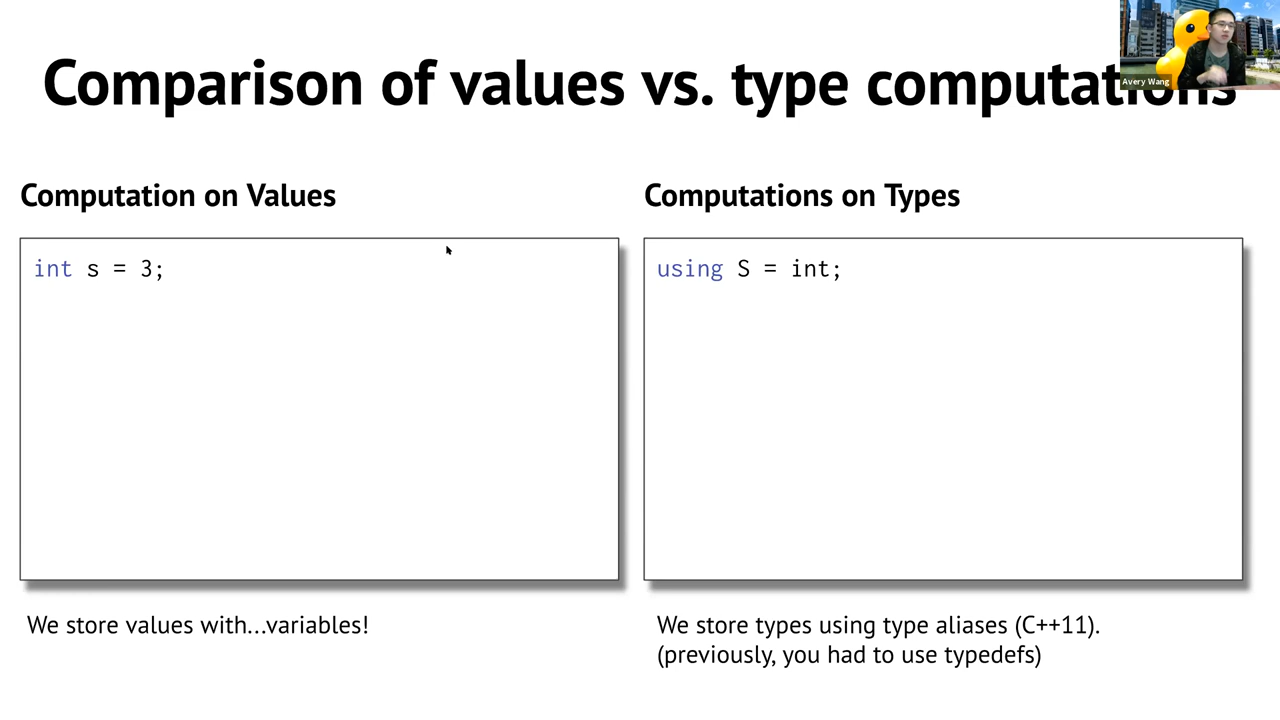 Comparison of values vs. type computations
Avery Wang
Computation on Values
int s = 3;
We store values with...variables!
Computations on Types
using S = int;
We store types using type aliases (C++11).
(previously, you had to use typedefs)